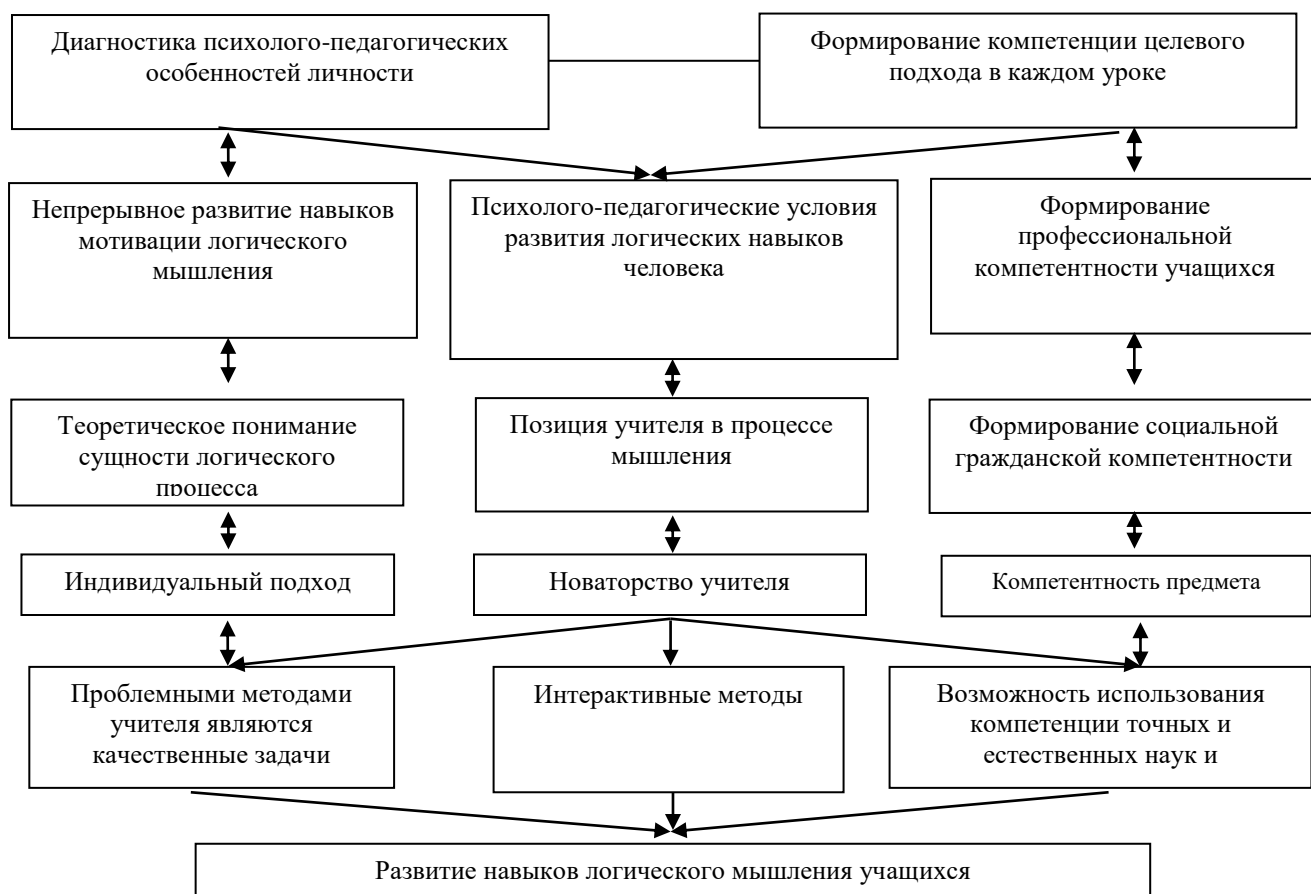 Диагностика психолого-педагогических
особенностей личности
Формирование компетенции целевого
подхода в каждом уроке
Непрерывное развитие навыков
мотивации логического
мышления
Психолого-педагогические условия
развития логических навыков
человека
Формирование
профессиональной
компетентности учащихся
Теоретическое понимание
сущности логического
процесса
Позиция учителя в процессе
мышления
Формирование социальной
гражданской компетентности
Индивидуальный подход
Новаторство учителя
Компетентность предмета
Проблемными методами
учителя являются
качественные задачи
Интерактивные методы
Возможность использования
компетенции точных и
естественных наук и
Развитие навыков логического мышления учащихся